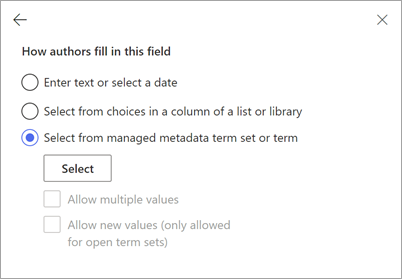 How authors fill in this field
Enter text or select a date
Select from choices in a column of a list or library
Select from managed metadata term set or term
Select
Allow multiple values
Allow new values (only allowed
for open term sets)